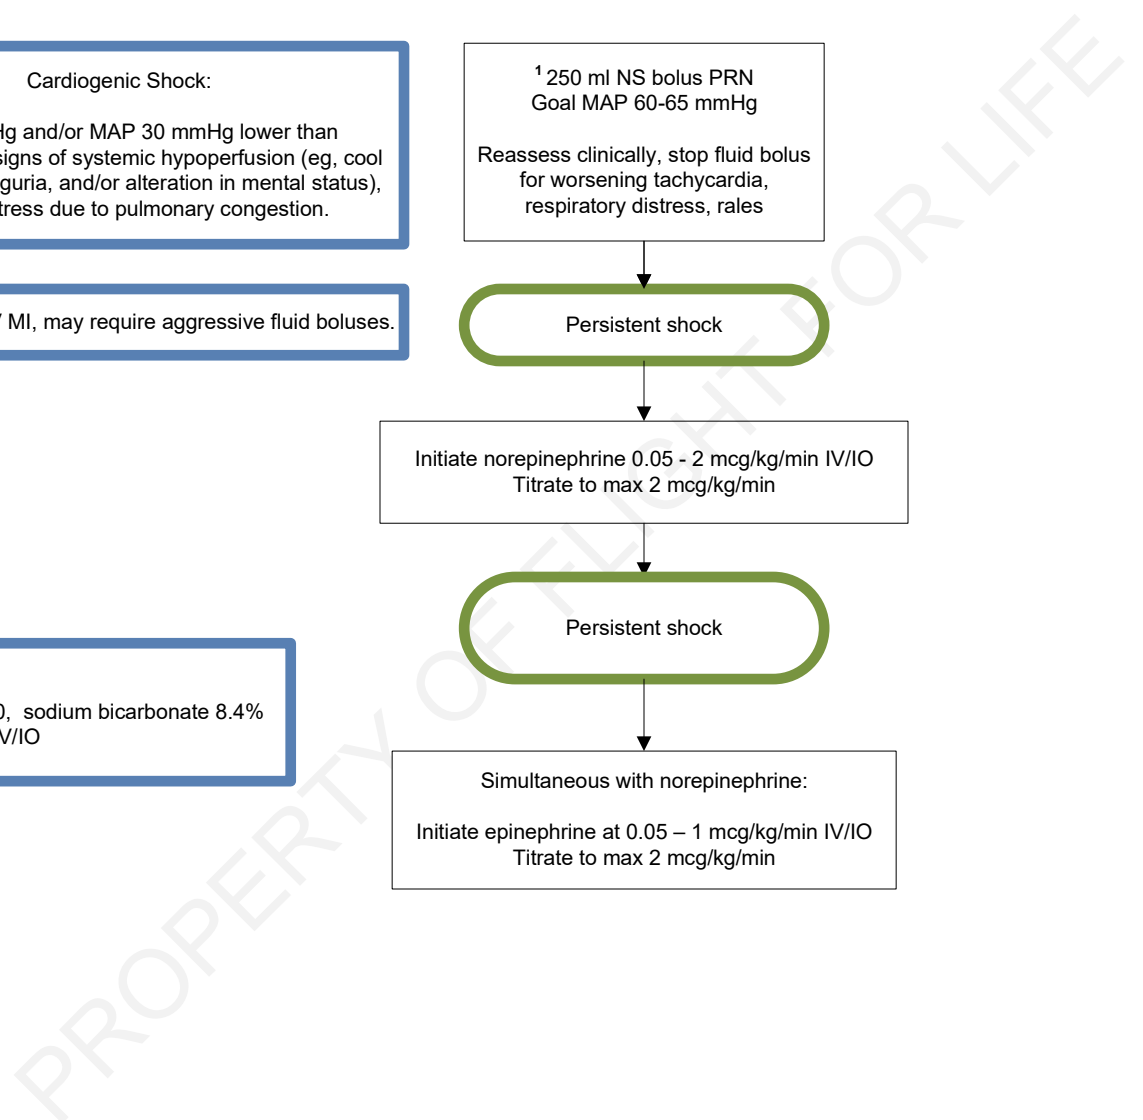 Cardiogenic Shock:
Hg and/or MAP 30 mmHg lower than
signs of systemic hypoperfusion (eg, cool
guria, and/or alteration in mental status),
tress due to pulmonary congestion.
MI, may require aggressive fluid boluses.
0, sodium bicarbonate 8.4%
V/IO
1 250 ml NS bolus PRN
Goal MAP 60-65 mmHg
Reassess clinically, stop fluid bolus
for worsening tachycardia,
respiratory distress, rales
Persistent shock
Initiate norepinephrine 0.05 - 2 mcg/kg/min IV/IO
Titrate to max 2 mcg/kg/min
Persistent shock
Simultaneous with norepinephrine:
Initiate epinephrine at 0.05 – 1 mcg/kg/min IV/IO
Titrate to max 2 mcg/kg/min
PROPERTY OF FLIGHT FOR LIFE